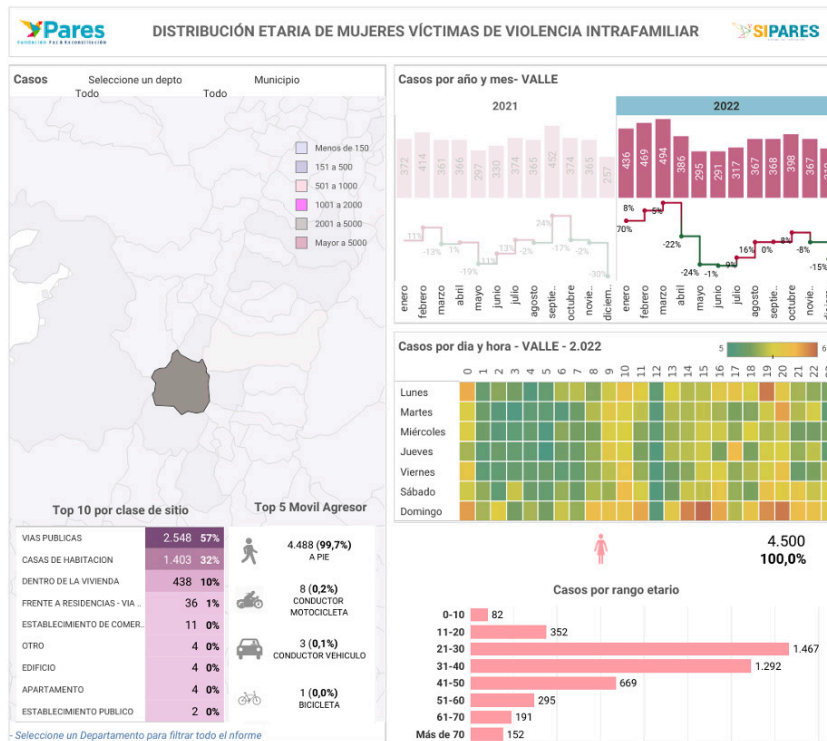 Pares
Fundación Paz & Reconciliación
DISTRIBUCIÓN ETARIA DE MUJERES VÍCTIMAS DE VIOLENCIA INTRAFAMILIAR
SIPARES
Casos
Seleccione un depto
Municipio
Todo
Todo
Menos de 150
151 a 500
501 a 1000
1001 a 2000
2001 a 5000
Mayor a 5000
Top 10 por clase de sitio
VIAS PUBLICAS 2.548 57%
CASAS DE HABITACION 1.403 32%
DENTRO DE LA VIVIENDA 438 10%
FRENTE A RESIDENCIAS - VIA .. 36 1%
ESTABLECIMIENTO DE COMER.. 11 0%
OTRO 4 0%
EDIFICIO 4 0%
APARTAMENTO 4 0%
ESTABLECIMIENTO PUBLICO 2 0%
- Seleccione un Departamento para filtrar todo el nforme
Top 5 Movil Agresor
4.488 (99,7%)
A PIE
8 (0,2%)
CONDUCTOR
MOTOCICLETA
3 (0,1%)
CONDUCTOR VEHICULO
1 (0,0%)
BICICLETA
Casos por año y mes- VALLE
2021
2022
372 414 361 366 297 330 374 365 452 374 365 257
436 469 494 386 295 291 317 367 368 398 367
11% -13% 1% -19% 11% 13% -2% 24% -17% -2% -30%
70% 8% 5% -22% -24% -1% 9% 16% 0% 8% -8% -15%
enero febrero marzo abril mayo junio julio agosto septie.. octubre novie.. diciem..
enero febrero marzo abril mayo junio julio agosto septie.. octubre novie..
Casos por dia y hora - VALLE - 2.022
5 6
0 1 2 3 4 5 6 7 8 9 10 11 12 13 14 15 16 17 18 19 20 21 22
Lunes
Martes
Miércoles
Jueves
Viernes
Sábado
Domingo
4.500
100,0%
Casos por rango etario
0-10 82
11-20 352
21-30 1.467
31-40 1.292
41-50 669
51-60 295
61-70 191
Más de 70 152